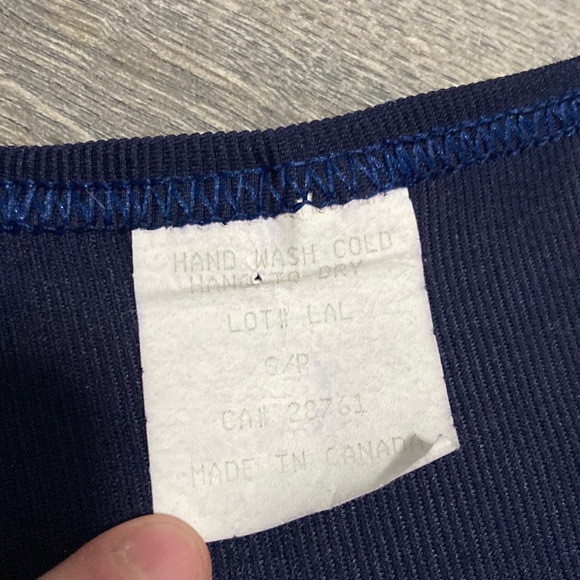 HAND WASH COLD
HANG TO DRY
LOT# LAL
S/P
CA# 28761
MADE IN CANADA